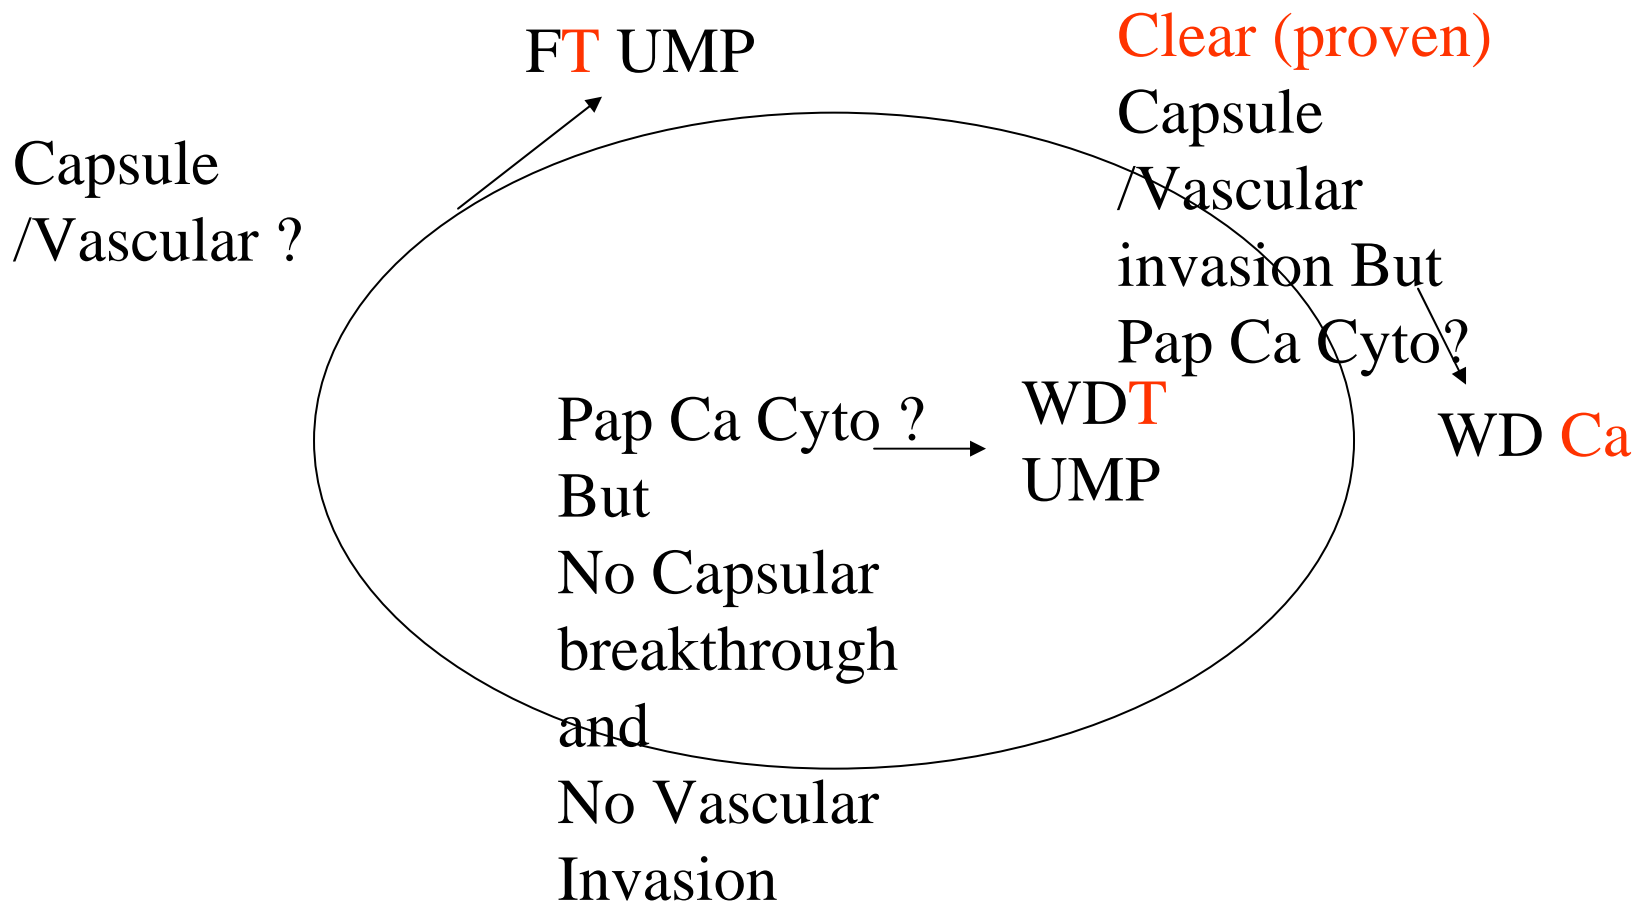 FT UMP
Capsule
/Vascular ?
Clear (proven)
Capsule
/Vascular
invasion But
Pap Ca Cyto?
WD Ca
Pap Ca Cyto ?
But
No Capsular
breakthrough
and
No Vascular
Invasion
WDT
UMP